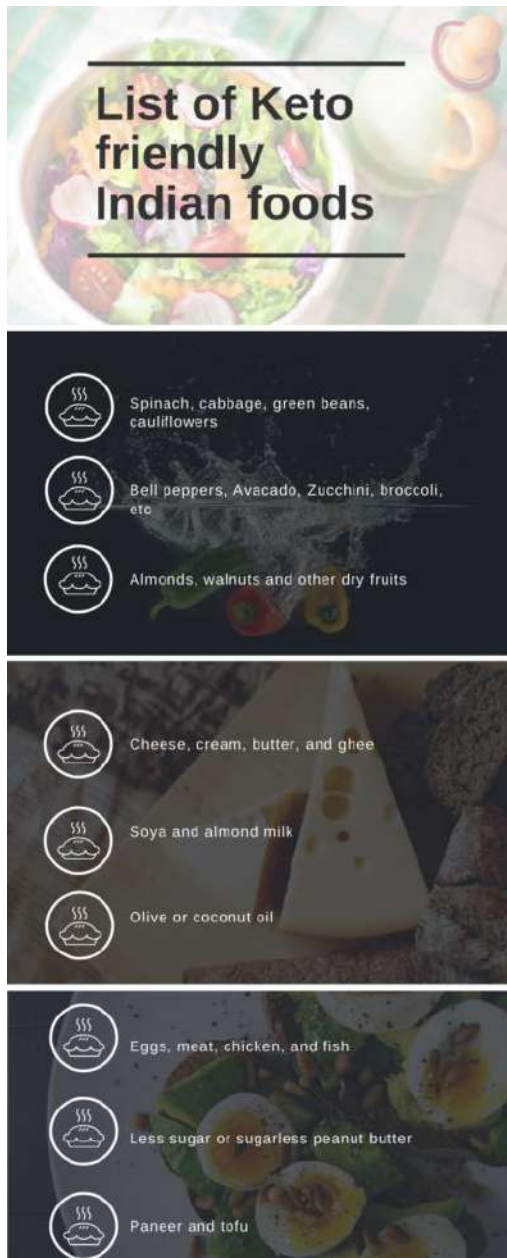 List of Keto
friendly
Indian foods
Spinach, cabbage, green beans,
cauliflowers
Bell peppers, Avacado, Zucchini, broccoli,
etc
Almonds, walnuts and other dry fruits
Cheese, cream, butter, and ghee
Soya and almond milk
Olive or coconut oil
Eggs, meat, chicken, and fish
Less sugar or sugarless peanut butter
Paneer and tofu